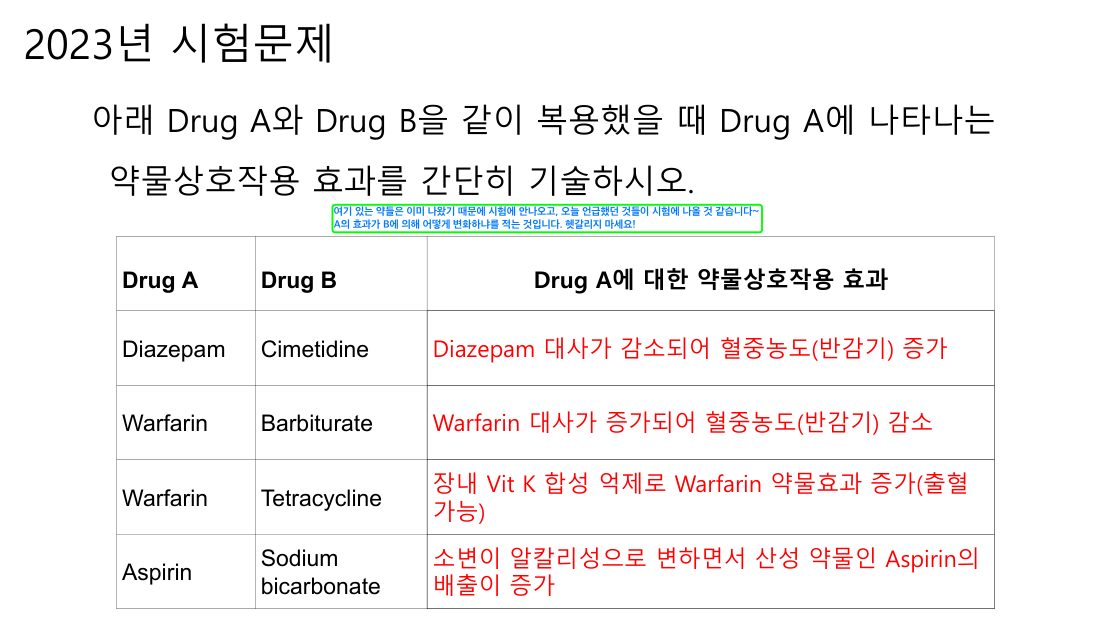 2023년 시험문제
아래 Drug A와 Drug B을 같이 복용했을 때 Drug A에 나타나는
약물상호작용 효과를 간단히 기술하시오.
여기 있는 약들은 이미 나왔기 때문에 시험에 안나오고, 오늘 언급했던 것들이 시험에 나올 것 같습니다~
A의 효과가 B에 의해 어떻게 변화하냐를 적는 것입니다. 헷갈리지 마세요!
Drug A
Drug B
Drug A에 대한 약물상호작용 효과
Diazepam
Cimetidine
Diazepam 대사가 감소되어 혈중농도(반감기) 증가
Warfarin
Barbiturate
Warfarin 대사가 증가되어 혈중농도(반감기) 감소
Warfarin
Tetracycline
장내 Vit K 합성 억제로 Warfarin 약물효과 증가(출혈
가능)
Aspirin
Sodium
bicarbonate
소변이 알칼리성으로 변하면서 산성 약물인 Aspirin의
배출이 증가